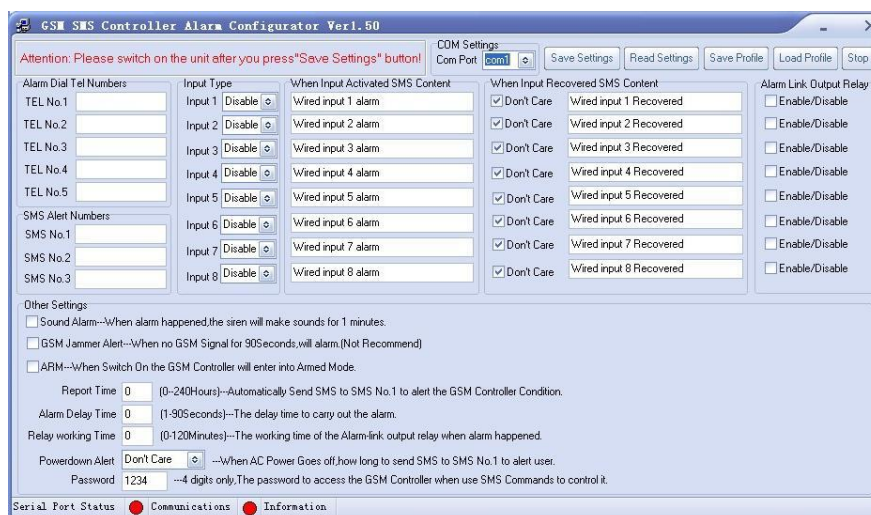 GSM SMS Controller Alarm Configurator Ver1.50
Attention: Please switch on the unit after you press"Save Settings" button!
COM Settings
Com Port com1
Save Settings Read Settings Save Profile Load Profile Stop
Alarm Dial Tel Numbers
TEL No.1
TEL No.2
TEL No.3
TEL No.4
TEL No.5
SMS Alert Numbers
SMS No.1
SMS No.2
SMS No.3
Input Type
Input 1 Disable
Input 2 Disable
Input 3 Disable
Input 4 Disable
Input 5 Disable
Input 6 Disable
Input 7 Disable
Input 8 Disable
When Input Activated SMS Content
Wired input 1 alarm
Wired input 2 alarm
Wired input 3 alarm
Wired input 4 alarm
Wired input 5 alarm
Wired input 6 alarm
Wired input 7 alarm
Wired input 8 alarm
When Input Recovered SMS Content
Don't Care Wired input 1 Recovered
Don't Care Wired input 2 Recovered
Don't Care Wired input 3 Recovered
Don't Care Wired input 4 Recovered
Don't Care Wired input 5 Recovered
Don't Care Wired input 6 Recovered
Don't Care Wired input 7 Recovered
Don't Care Wired input 8 Recovered
Alarm Link Output Relay
Enable/Disable
Enable/Disable
Enable/Disable
Enable/Disable
Enable/Disable
Enable/Disable
Enable/Disable
Enable/Disable
Other Settings
Sound Alarm---When alarm happened,the siren will make sounds for 1 minutes.
GSM Jammer Alert---When no GSM Signal for 90Seconds,will alarm.(Not Recommend)
ARM---When Switch On the GSM Controller will enter into Armed Mode.
Report Time 0 (0--240Hours)---Automatically Send SMS to SMS No.1 to alert the GSM Controller Condition.
Alarm Delay Time 0 (1-90Seconds)---The delay time to carry out the alarm.
Relay working Time 0 (0-120Minutes)---The working time of the Alarm-link output relay when alarm happened.
Powerdown Alert Don't Care ---When AC Power Goes off,how long to send SMS to SMS No.1 to alert user.
Password 1234 ---4 digits only,The password to access the GSM Controller when use SMS Commands to control it.
Serial Port Status Communications Information